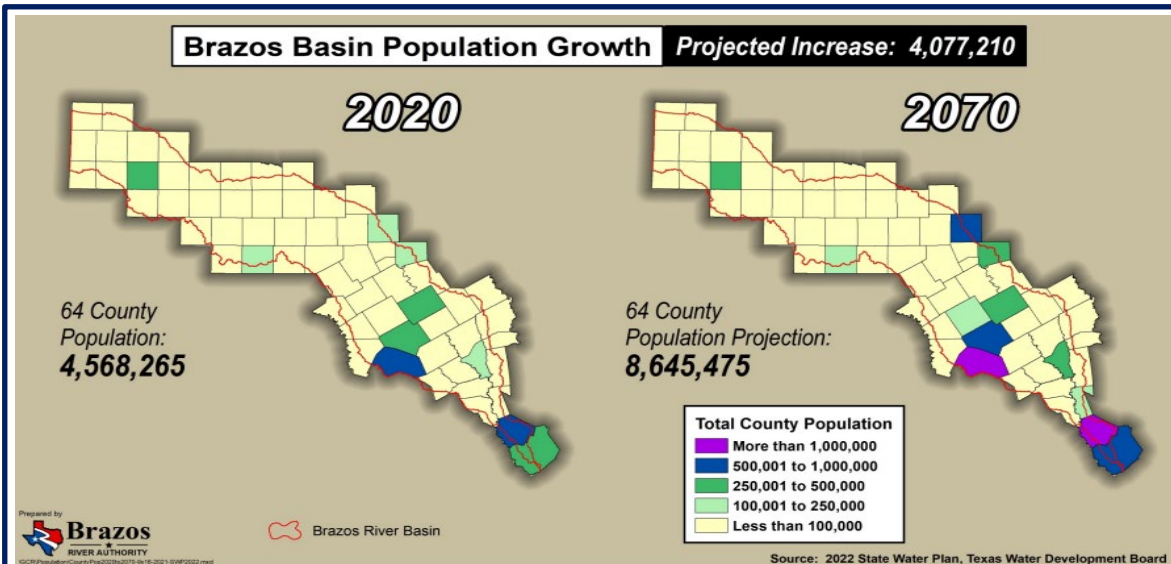 Brazos Basin Population Growth Projected Increase: 4,077,210
2020
2070
64 County
Population:
4,568,265
64 County
Population Projection:
8,645,475
Total County Population
More than 1,000,000
500,001 to 1,000,000
250,001 to 500,000
100,001 to 250,000
Less than 100,000
Prepared by
Brazos
RIVER AUTHORITY
Brazos River Basin
Source: 2022 State Water Plan, Texas Water Development Board